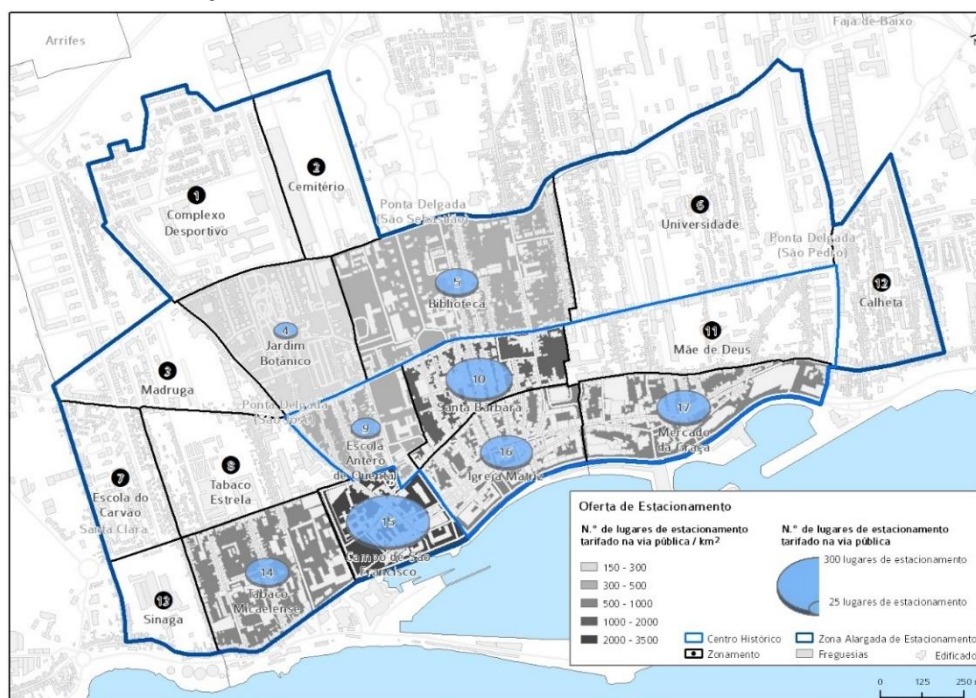 Arrifes
Faja de-Baixo
2
Cemitério
1
Complexo
Desportivo
Ponta Delgada
(São Sebastião)
6
Universidade
Ponta Delgada
(São Pedro)
5
Biblioteca
12
Calheta
4
Jardim
Botânico
11
Mãe de Deus
3
Madruga
10
Santa Bárbara
Ponta Delgada
(São José)
9
Escola
Antero
de Quental
17
Mercado
da Graça
16
Igreja Matriz
7
Escola do
Carvão
Santa Clara
8
Tabaco
Estrela
15
Campo de São
Francisco
14
Tabaco
Micaelense
13
Sinaga
Oferta de Estacionamento
N.° de lugares de estacionamento
tarifado na via pública / km²
150 - 300
300 - 500
500 - 1000
1000 - 2000
2000 - 3500
N.° de lugares de estacionamento
tarifado na via pública
300 lugares de estacionamento
25 lugares de estacionamento
Centro Histórico
Zona Alargada de Estacionamento
Zonamento
Freguesias
Edificado
0 125 250